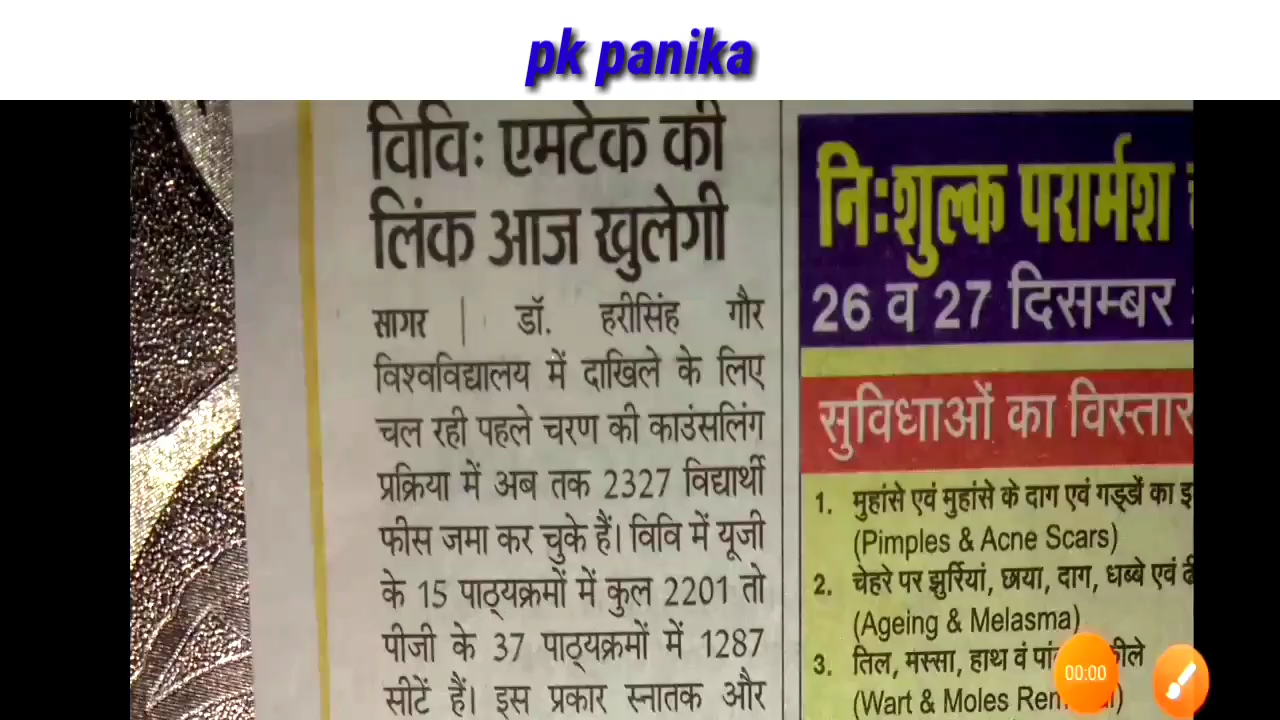 pk panika
विविः एमटेक की
लिंक आज खुलेगी
सागर | डॉ. हरीसिंह गौर
विश्वविद्यालय में दाखिले के लिए
चल रही पहले चरण की काउंसलिंग
प्रक्रिया में अब तक 2327 विद्यार्थी
फीस जमा कर चुके हैं। विवि में यूजी
के 15 पाठ्यक्रमों में कुल 2201 तो
पीजी के 37 पाठ्यक्रमों में 1287
सीटें हैं। इस प्रकार स्नातक और
निःशुल्क परार्मश
26 व 27 दिसम्बर
सुविधाओं का विस्तार
1. मुहांसे एवं मुहांसे के दाग एवं गड्डों का
(Pimples & Acne Scars)
2. चेहरे पर झुर्रियां, छाया, दाग, धब्बे एवं
(Ageing & Melasma)
3. तिल, मस्सा, हाथ वं
(Wart & Moles
00:00